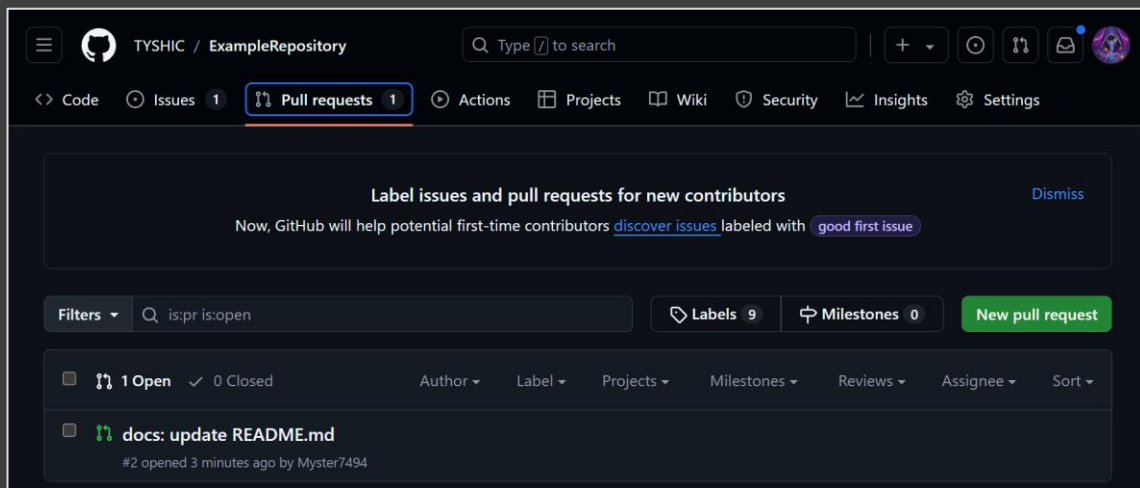 TYSHIC / ExampleRepository
Type / to search
Code Issues 1 Pull requests 1 Actions Projects Wiki Security Insights Settings
Label issues and pull requests for new contributors
Dismiss
Now, GitHub will help potential first-time contributors discover issues labeled with good first issue
Filters is:pr is:open Labels 9 Milestones 0 New pull request
1 Open 0 Closed Author Label Projects Milestones Reviews Assignee Sort
docs: update README.md
#2 opened 3 minutes ago by Myster7494